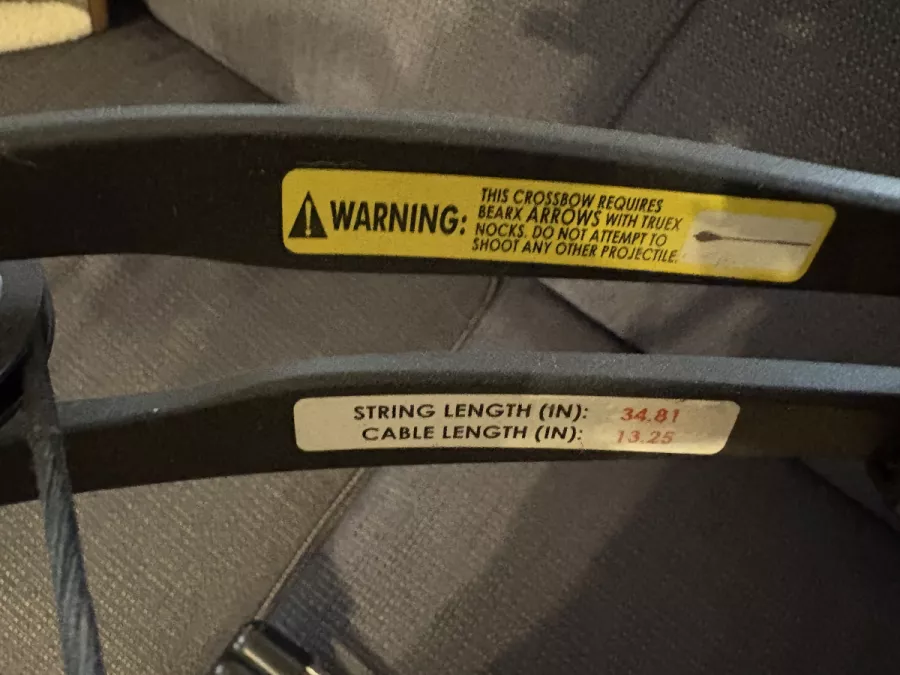 WARNING:
THIS CROSSBOW REQUIRES
BEARX ARROWS WITH TRUEX
NOCKS. DO NOT ATTEMPT TO
SHOOT ANY OTHER PROJECTILE.
STRING LENGTH (IN): 34.81
CABLE LENGTH (IN): 13.25